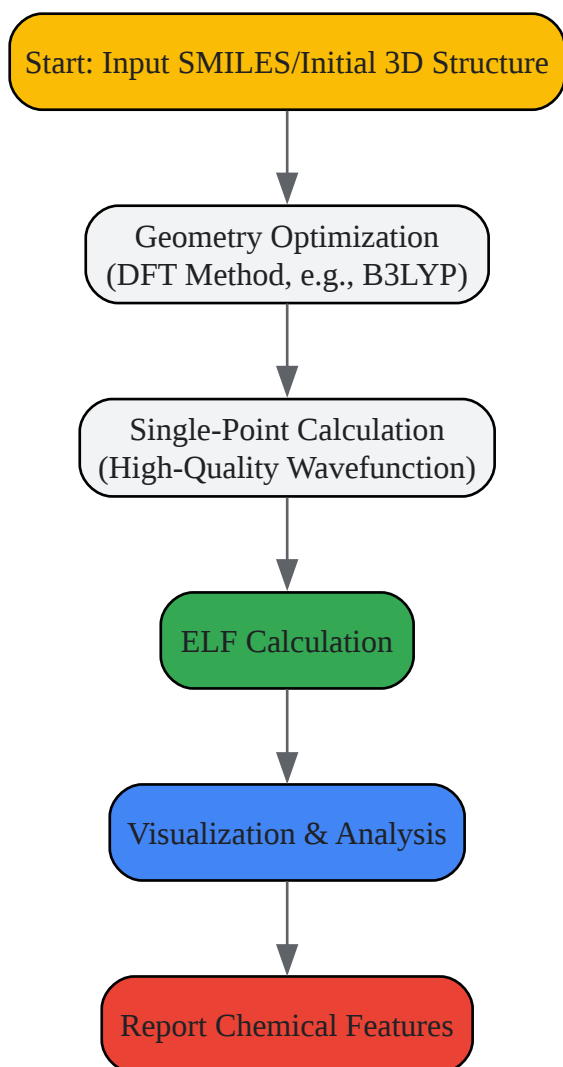 Start: Input SMILES/Initial 3D Structure
Geometry Optimization
(DFT Method, e.g., B3LYP)
Single-Point Calculation
(High-Quality Wavefunction)
ELF Calculation
Visualization & Analysis
Report Chemical Features